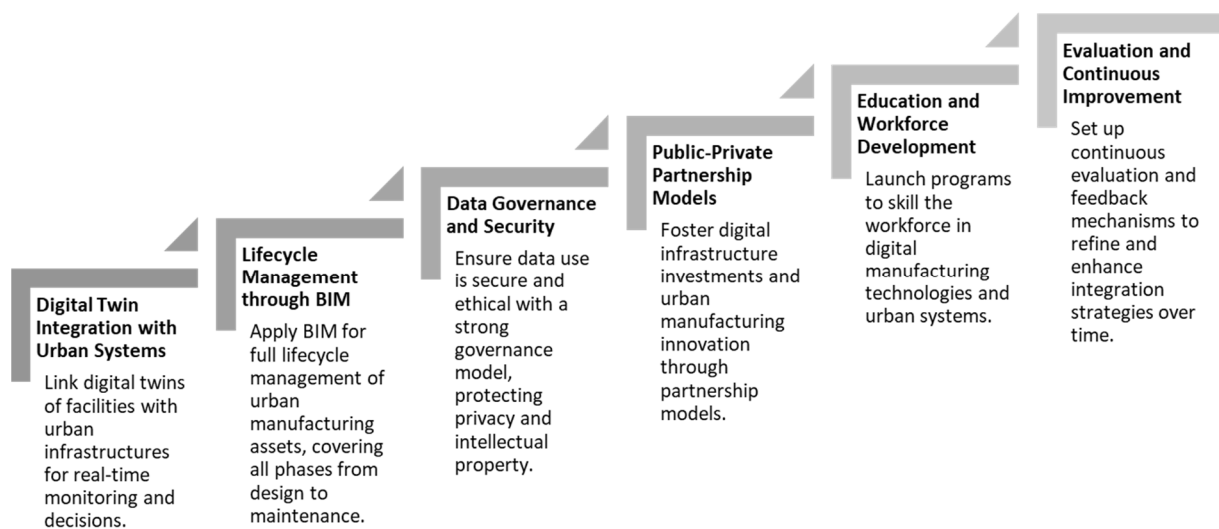 Digital Twin
Integration with
Urban Systems
Link digital twins
of facilities with
urban
infrastructures
for real-time
monitoring and
decisions.
Lifecycle
Management
through BIM
Apply BIM for
full lifecycle
management of
urban
manufacturing
assets, covering
all phases from
design to
maintenance.
Data Governance
and Security
Ensure data use
is secure and
ethical with a
strong
governance
model,
protecting
privacy and
intellectual
property.
Public-Private
Partnership
Models
Foster digital
infrastructure
investments and
urban
manufacturing
innovation
through
partnership
models.
Education and
Workforce
Development
Launch programs
to skill the
workforce in
digital
manufacturing
technologies and
urban systems.
Evaluation and
Continuous
Improvement
Set up
continuous
evaluation and
feedback
mechanisms to
refine and
enhance
integration
strategies over
time.